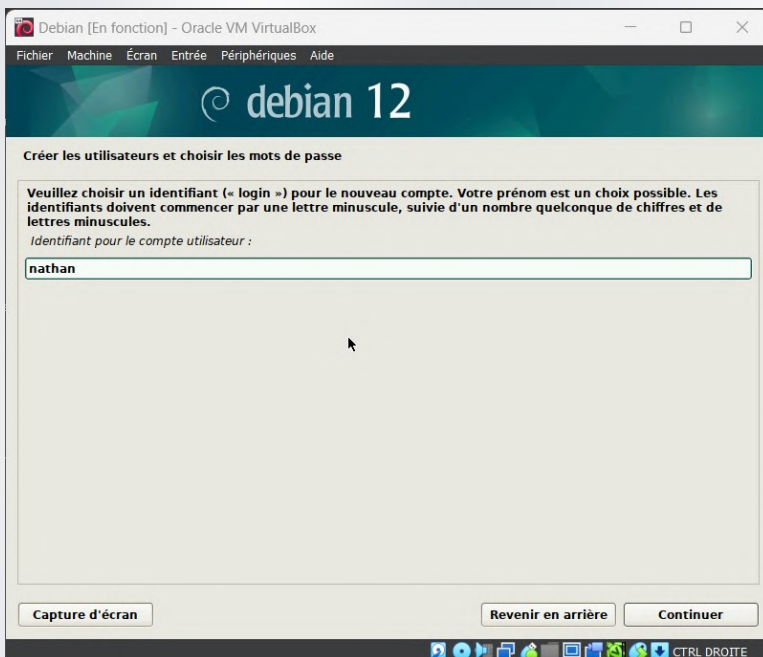 Debian [En fonction] - Oracle VM VirtualBox
Fichier Machine Écran Entrée Périphériques Aide
debian 12
Créer les utilisateurs et choisir les mots de passe
Veuillez choisir un identifiant (« login ») pour le nouveau compte. Votre prénom est un choix possible. Les
identifiants doivent commencer par une lettre minuscule, suivie d'un nombre quelconque de chiffres et de
lettres minuscules.
Identifiant pour le compte utilisateur :
nathan
Capture d'écran Revenir en arrière Continuer
CTRL DROITE